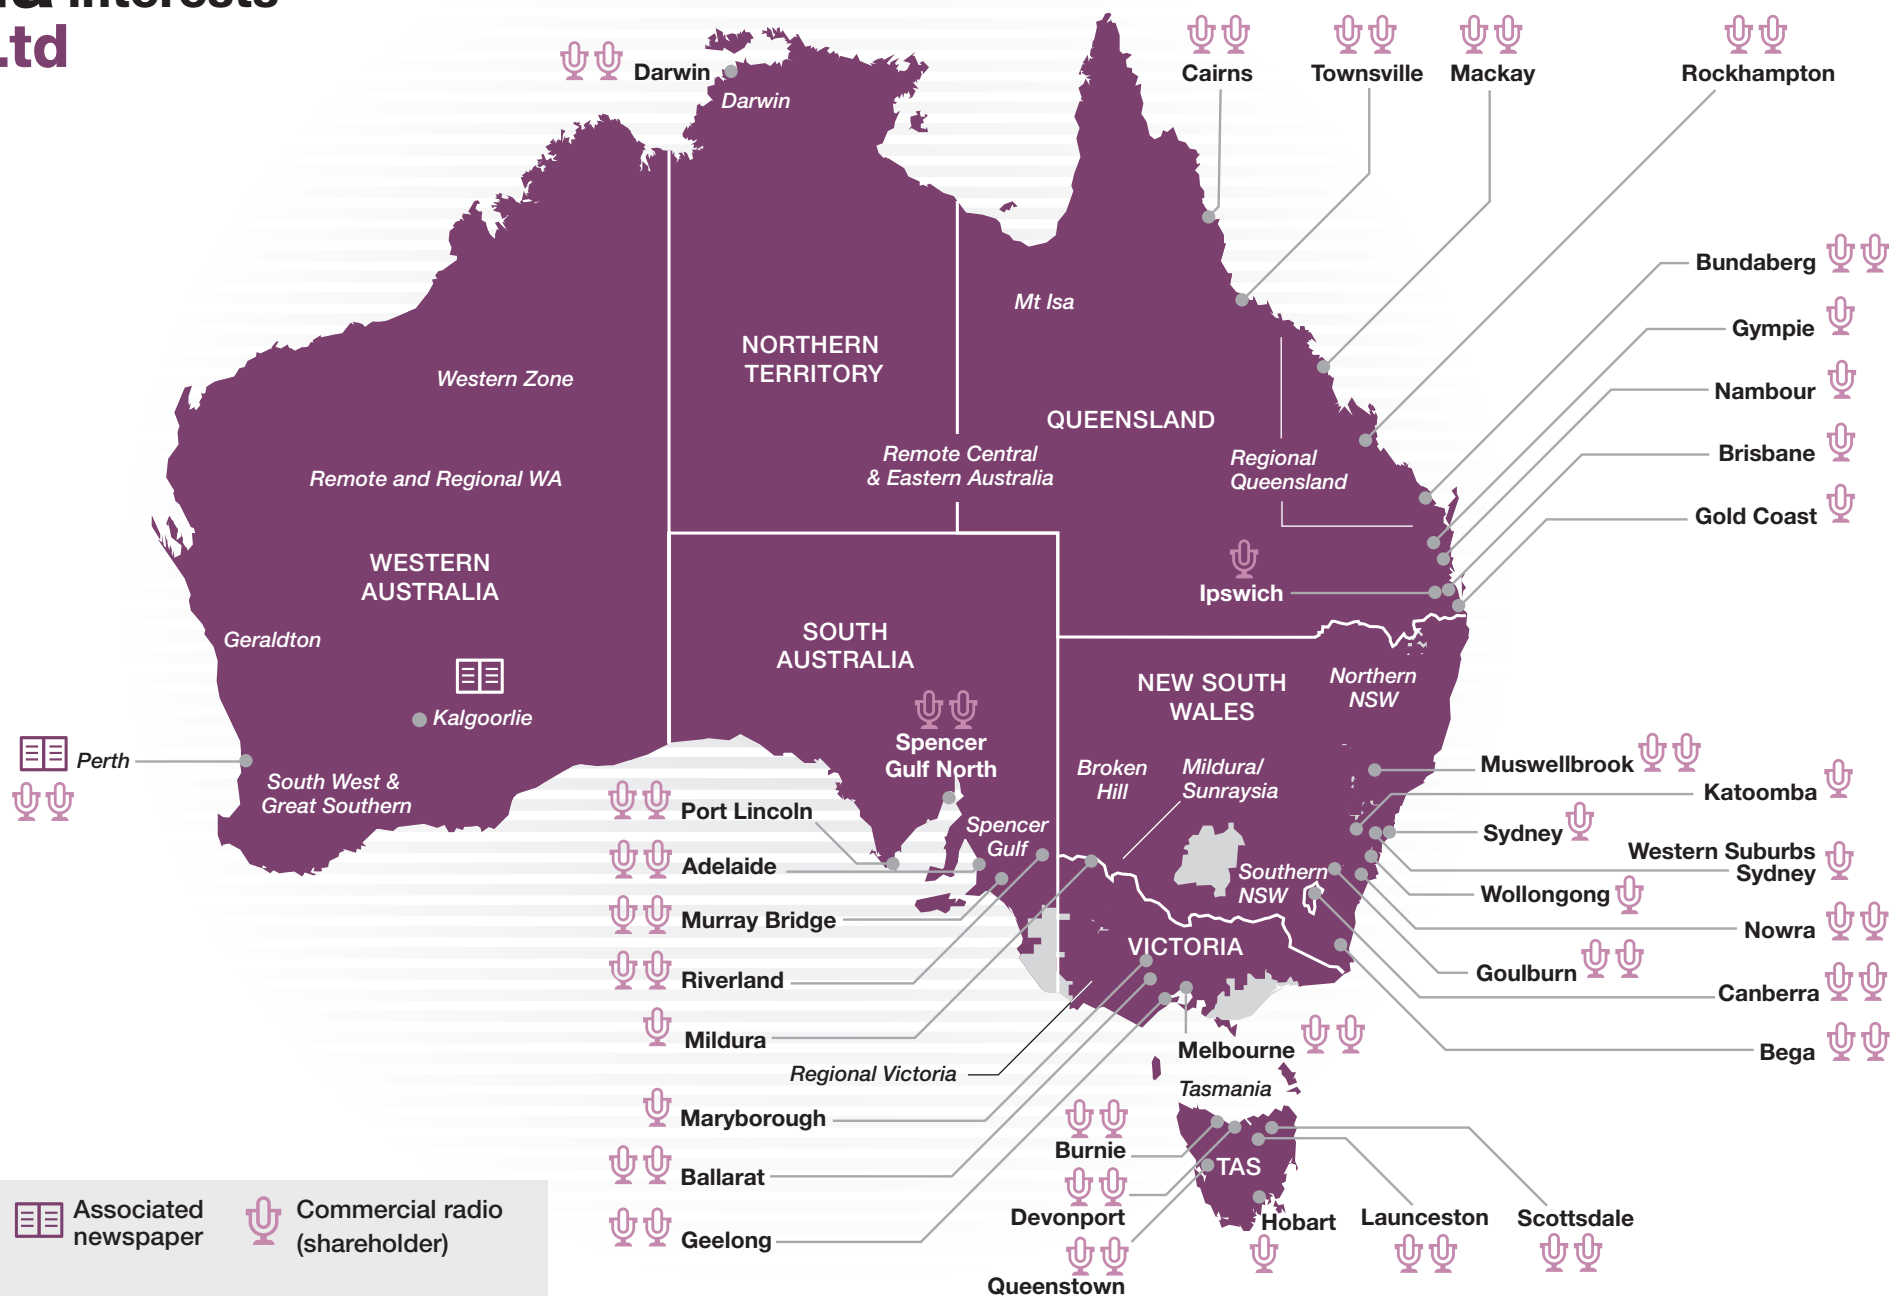 interests
Ltd
Darwin
Darwin
Cairns
Townsville
Mackay
Rockhampton
Bundaberg
Gympie
Nambour
Brisbane
Gold Coast
Mt Isa
NORTHERN
TERRITORY
QUEENSLAND
Western Zone
Remote and Regional WA
Remote Central
& Eastern Australia
Regional
Queensland
Ipswich
WESTERN
AUSTRALIA
Geraldton
Kalgoorlie
Perth
South West &
Great Southern
SOUTH
AUSTRALIA
Spencer
Gulf North
NEW SOUTH
WALES
Northern
NSW
Broken
Hill
Mildura/
Sunraysia
Spencer
Gulf
Southern
NSW
VICTORIA
Port Lincoln
Adelaide
Murray Bridge
Riverland
Mildura
Regional Victoria
Maryborough
Ballarat
Geelong
Muswellbrook
Katoomba
Sydney
Western Suburbs
Sydney
Wollongong
Nowra
Goulburn
Canberra
Bega
Melbourne
Tasmania
Burnie
TAS
Devonport
Queenstown
Hobart
Launceston
Scottsdale
Associated
newspaper
Commercial radio
(shareholder)